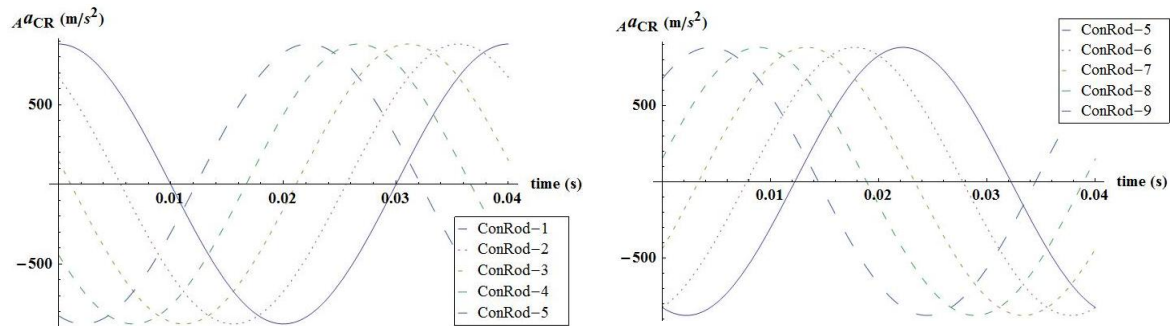 A a CR (m/s²)
500
0.01 0.02 0.03 0.04
time (s)
−500
ConRod−1
ConRod−2
ConRod−3
ConRod−4
ConRod−5
A a CR (m/s²)
500
0.01 0.02 0.03 0.04
time (s)
−500
ConRod−5
ConRod−6
ConRod−7
ConRod−8
ConRod−9